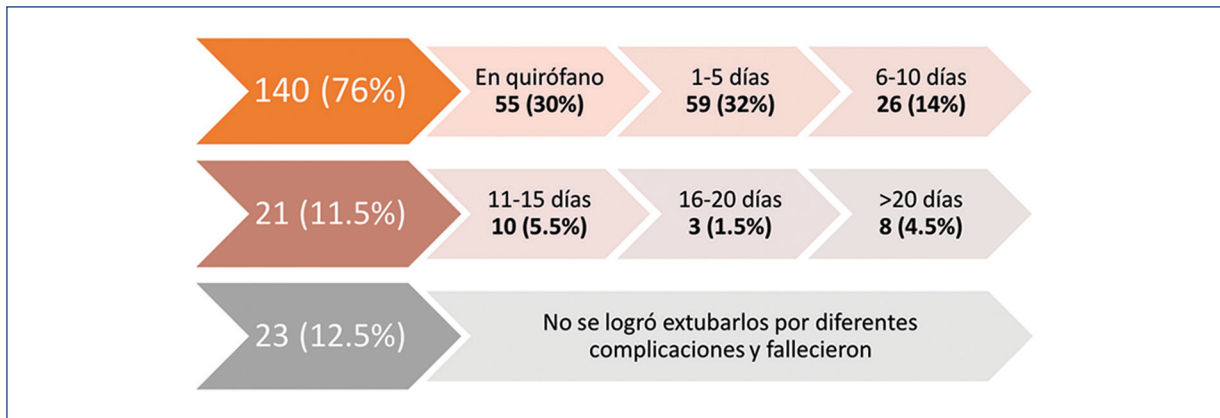 140 (76%)
En quirófano
55 (30%)
1-5 días
59 (32%)
6-10 días
26 (14%)
21 (11.5%)
11-15 días
10 (5.5%)
16-20 días
3 (1.5%)
>20 días
8 (4.5%)
23 (12.5%)
No se logró extubarlos por diferentes
complicaciones y fallecieron